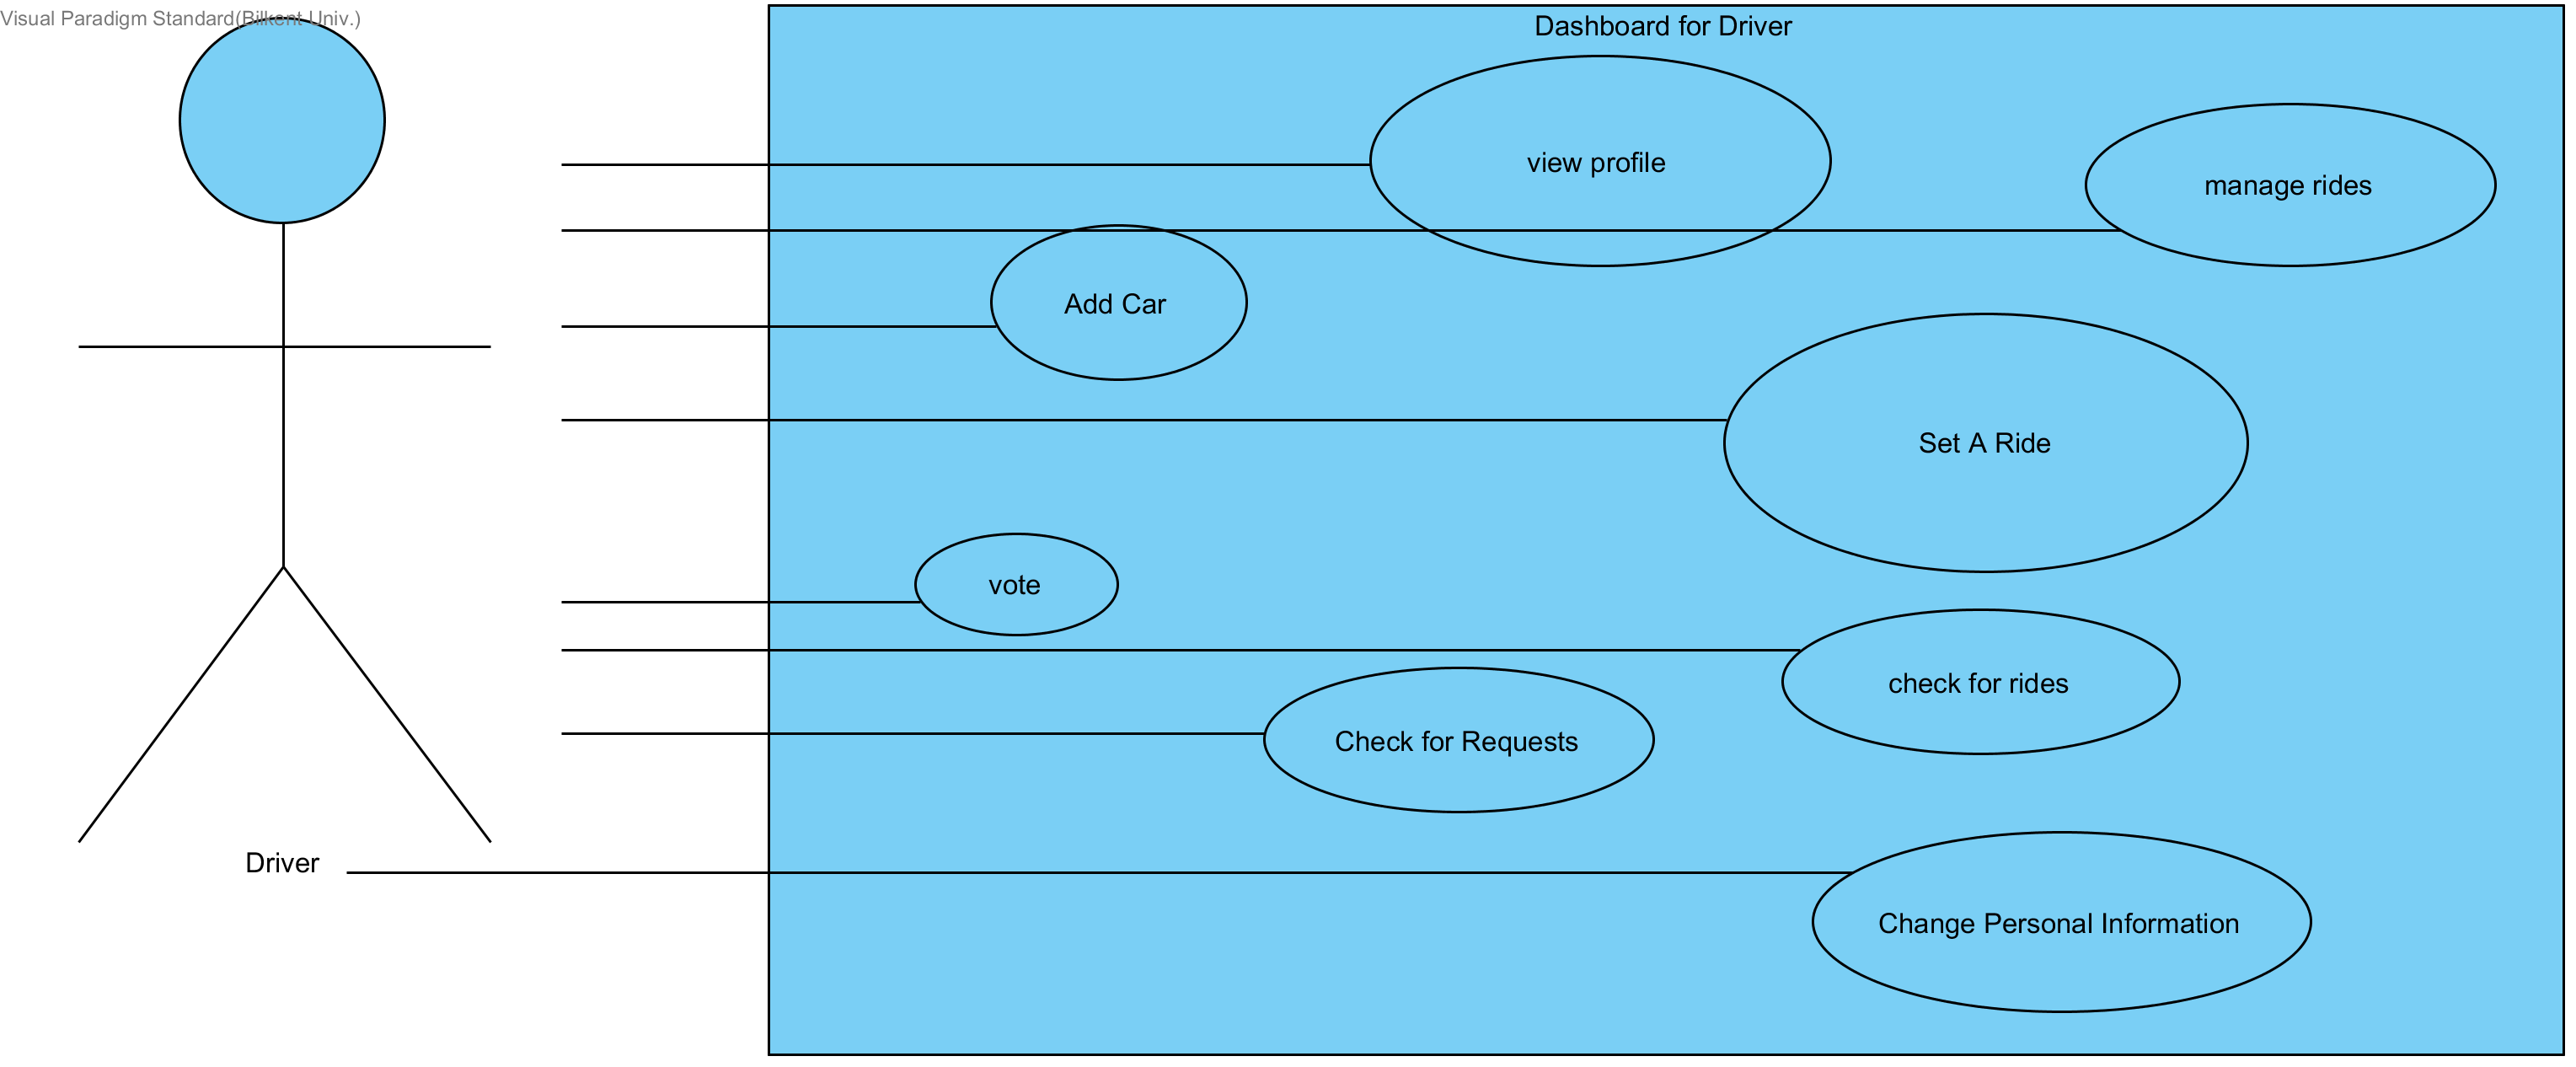 Visual Paradigm Standard(Bilkent Univ.)
Dashboard for Driver
view profile
manage rides
Add Car
Set A Ride
vote
check for rides
Check for Requests
Driver
Change Personal Information